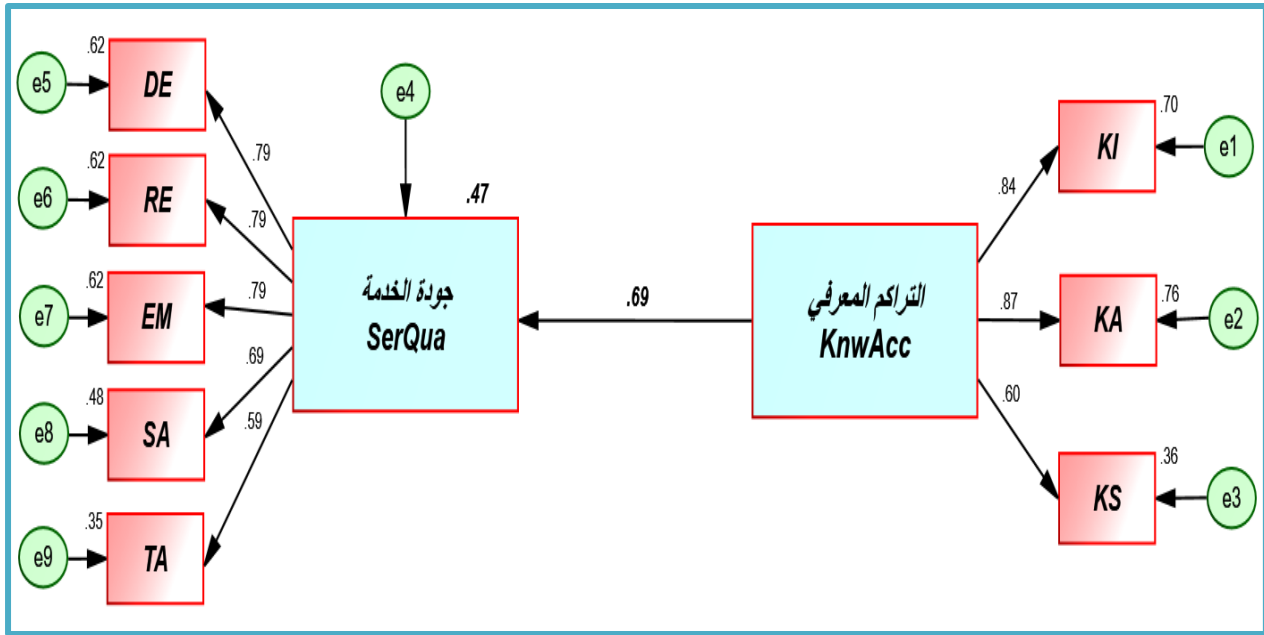 .62
e5
DE
.79
.62
e6
RE
.79
.62
e7
EM
.79
.48
e8
SA
.69
.35
e9
TA
.59
e4
.47
جودة الخدمة
SerQua
.69
التراكم المعرفي
KnwAcc
.84
.70
KI
e1
.87
.76
KA
e2
.60
.36
KS
e3